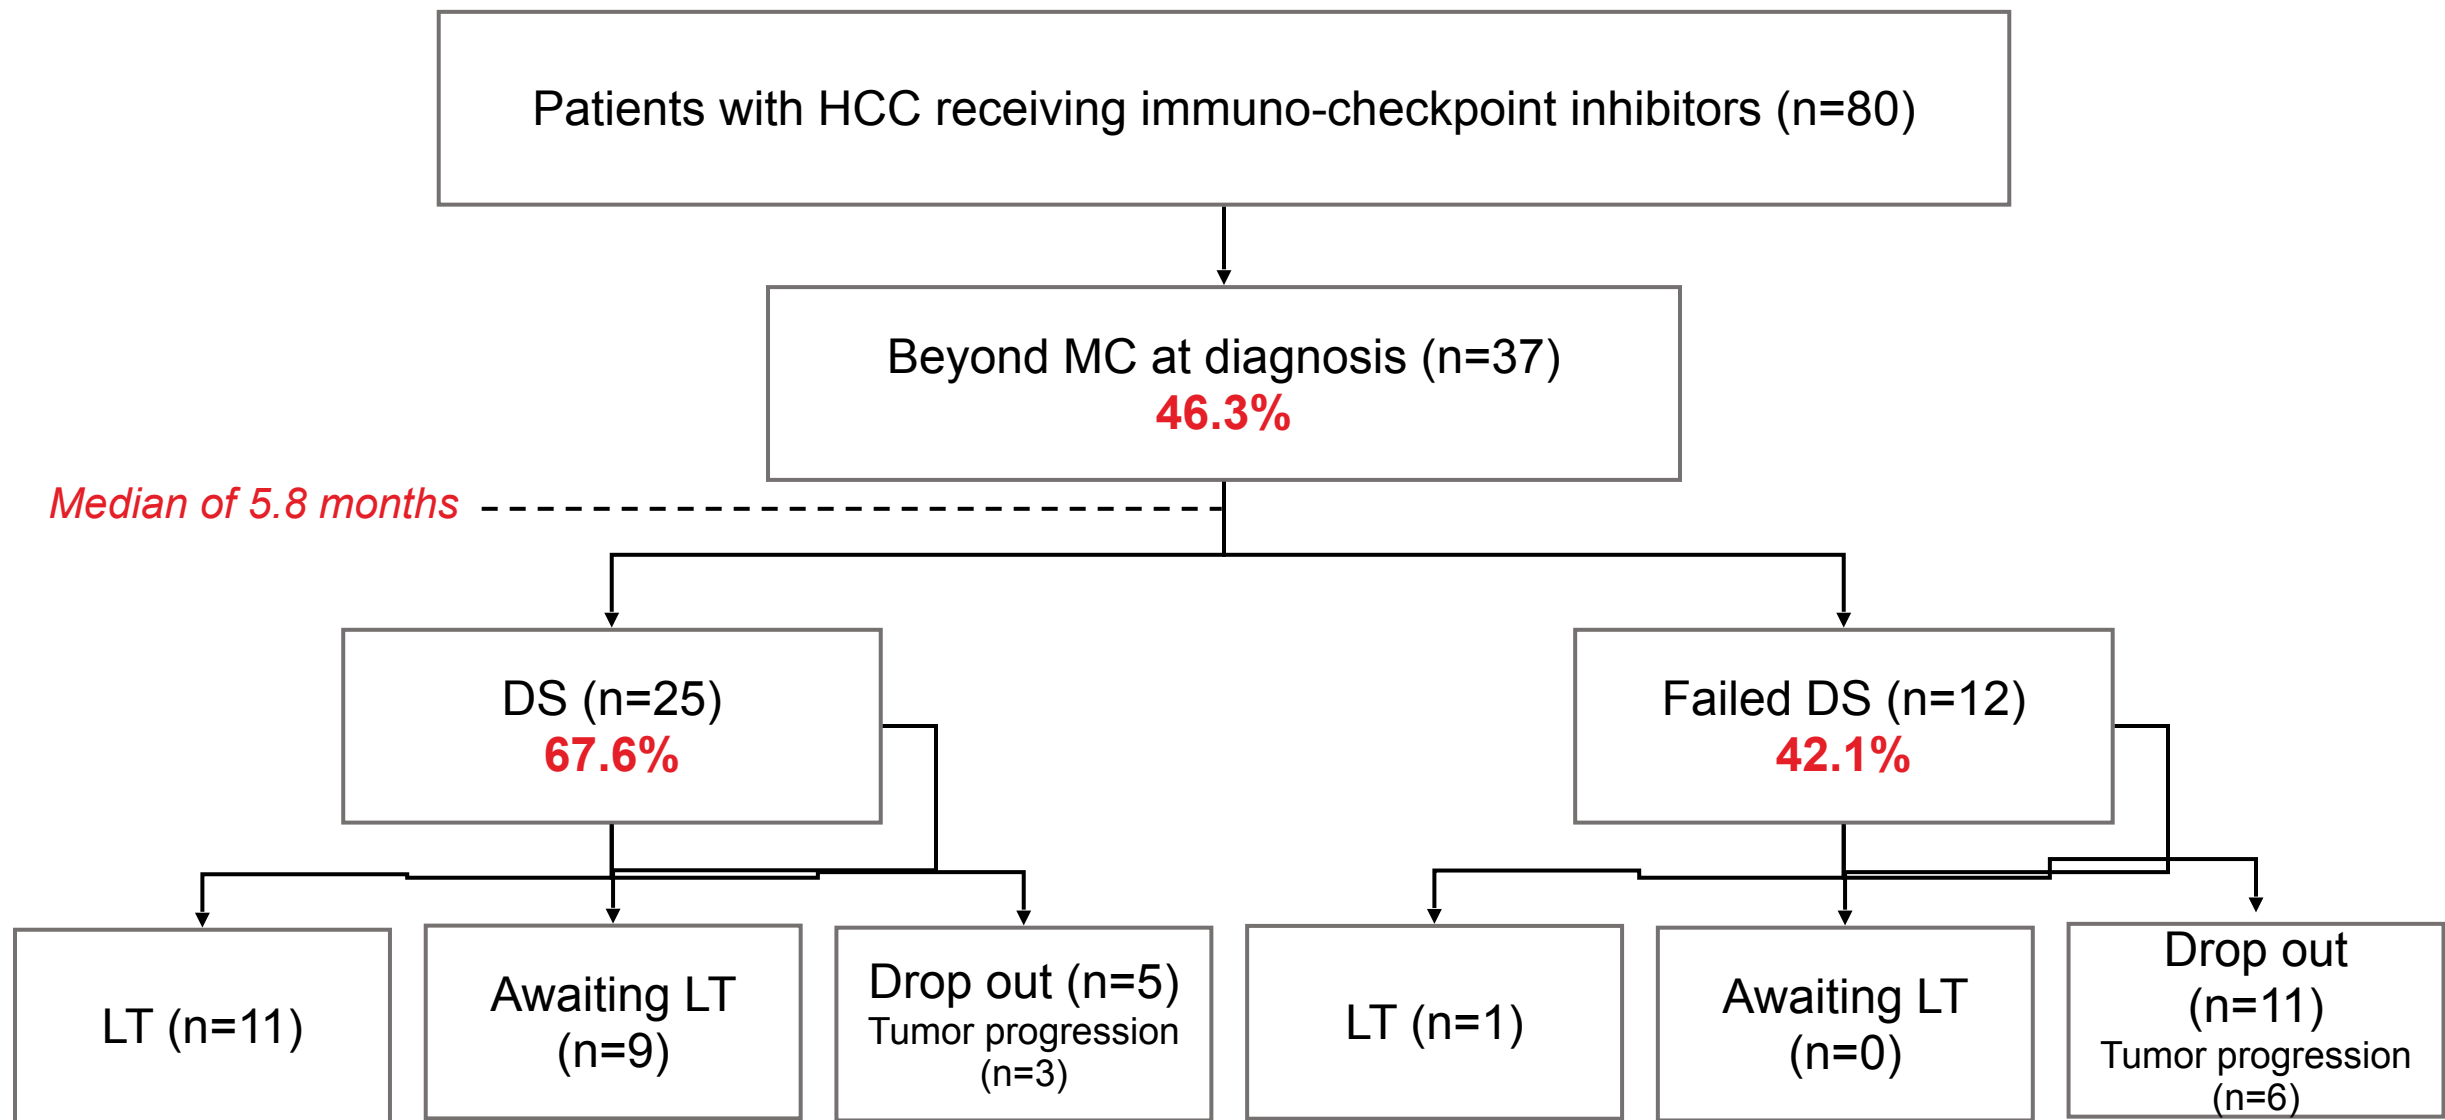 Patients with HCC receiving immuno-checkpoint inhibitors (n=80)
Beyond MC at diagnosis (n=37)
46.3%
Median of 5.8 months
DS (n=25)
67.6%
Failed DS (n=12)
42.1%
LT (n=11)
Awaiting LT
(n=9)
Drop out (n=5)
Tumor progression
(n=3)
LT (n=1)
Awaiting LT
(n=0)
Drop out
(n=11)
Tumor progression
(n=6)